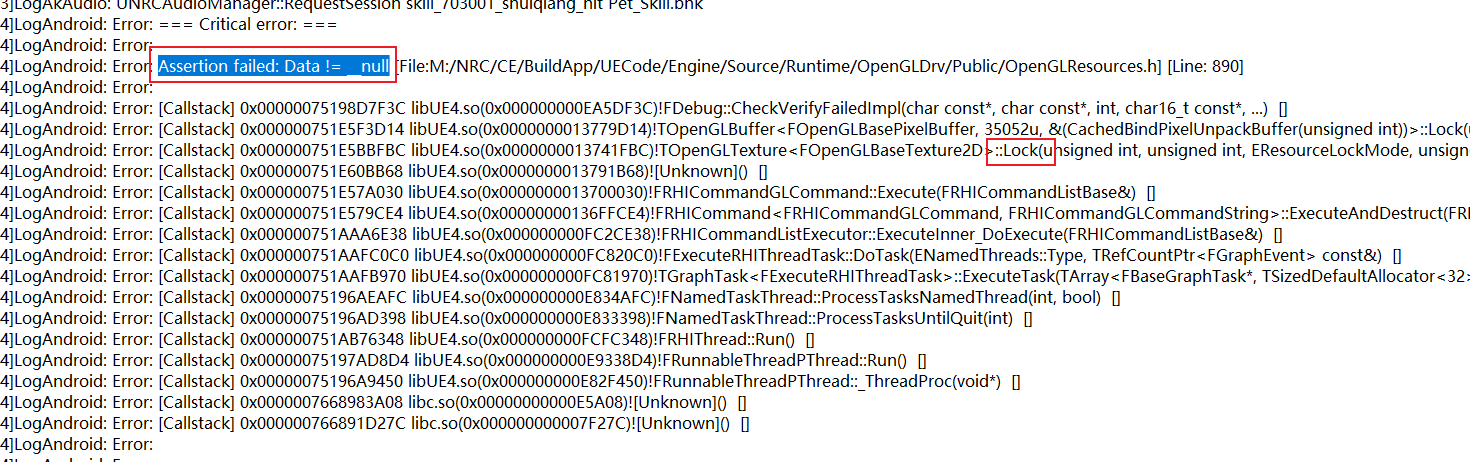 3]LogAkAudio: UNRCAudioManager::RequestSession skill_703001_shuiqiang_hit Pet_Skill.bnk
4]LogAndroid: Error: === Critical error: ===
4]LogAndroid: Error:
4]LogAndroid: Error: Assertion failed: Data != __null [File:M:/NRC/CE/BuildApp/UECode/Engine/Source/Runtime/OpenGLDrv/Public/OpenGLResources.h] [Line: 890]
4]LogAndroid: Error:
4]LogAndroid: Error: [Callstack] 0x00000075198D7F3C libUE4.so(0x000000000EA5DF3C)!FDebug::CheckVerifyFailedImpl(char const*, char const*, int, char16_t const*, ...)  []
4]LogAndroid: Error: [Callstack] 0x000000751E5F3D14 libUE4.so(0x0000000013779D14)!TOpenGLBuffer<FOpenGLBasePixelBuffer, 35052u, &(CachedBindPixelUnpackBuffer(unsigned int))>::Lock(u
4]LogAndroid: Error: [Callstack] 0x000000751E5BBFBC libUE4.so(0x0000000013741FBC)!TOpenGLTexture<FOpenGLBaseTexture2D>::Lock(unsigned int, unsigned int, EResourceLockMode, unsign
4]LogAndroid: Error: [Callstack] 0x000000751E60BB68 libUE4.so(0x0000000013791B68)![Unknown]()  []
4]LogAndroid: Error: [Callstack] 0x000000751E57A030 libUE4.so(0x0000000013700030)!FRHICommandGLCommand::Execute(FRHICommandListBase&)  []
4]LogAndroid: Error: [Callstack] 0x000000751E579CE4 libUE4.so(0x00000000136FFCE4)!FRHICommand<FRHICommandGLCommand, FRHICommandGLCommandString>::ExecuteAndDestruct(FRI
4]LogAndroid: Error: [Callstack] 0x000000751AAA6E38 libUE4.so(0x000000000FC2CE38)!FRHICommandListExecutor::ExecuteInner_DoExecute(FRHICommandListBase&)  []
4]LogAndroid: Error: [Callstack] 0x000000751AAFC0C0 libUE4.so(0x000000000FC820C0)!FExecuteRHIThreadTask::DoTask(ENamedThreads::Type, TRefCountPtr<FGraphEvent> const&)  []
4]LogAndroid: Error: [Callstack] 0x000000751AAFB970 libUE4.so(0x000000000FC81970)!TGraphTask<FExecuteRHIThreadTask>::ExecuteTask(TArray<FBaseGraphTask*, TSizedDefaultAllocator<32>
4]LogAndroid: Error: [Callstack] 0x00000075196AEAFC libUE4.so(0x000000000E834AFC)!FNamedTaskThread::ProcessTasksNamedThread(int, bool)  []
4]LogAndroid: Error: [Callstack] 0x00000075196AD398 libUE4.so(0x000000000E833398)!FNamedTaskThread::ProcessTasksUntilQuit(int)  []
4]LogAndroid: Error: [Callstack] 0x000000751AB76348 libUE4.so(0x000000000FCFC348)!FRHIThread::Run()  []
4]LogAndroid: Error: [Callstack] 0x00000075197AD8D4 libUE4.so(0x000000000E9338D4)!FRunnableThreadPThread::Run()  []
4]LogAndroid: Error: [Callstack] 0x00000075196A9450 libUE4.so(0x000000000E82F450)!FRunnableThreadPThread::_ThreadProc(void*)  []
4]LogAndroid: Error: [Callstack] 0x0000007668983A08 libc.so(0x00000000000E5A08)![Unknown]()  []
4]LogAndroid: Error: [Callstack] 0x000000766891D27C libc.so(0x000000000007F27C)![Unknown]()  []
4]LogAndroid: Error: